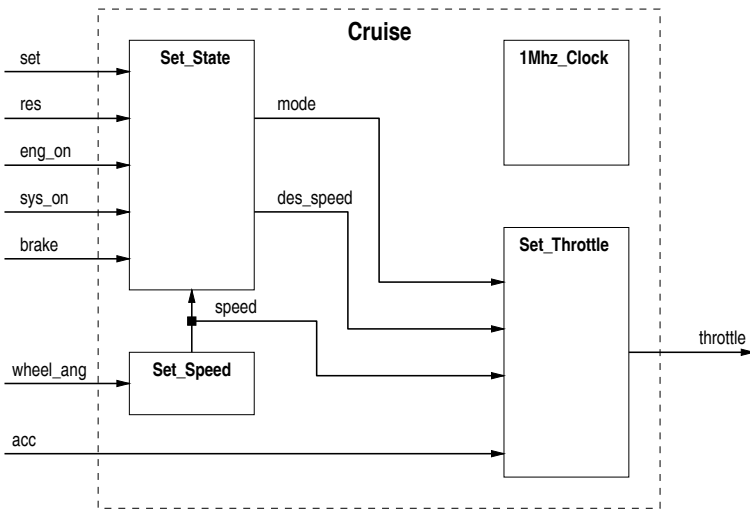 Cruise
set
Set_State
1Mhz_Clock
res
mode
eng_on
sys_on
des_speed
brake
Set_Throttle
speed
throttle
wheel_ang
Set_Speed
acc